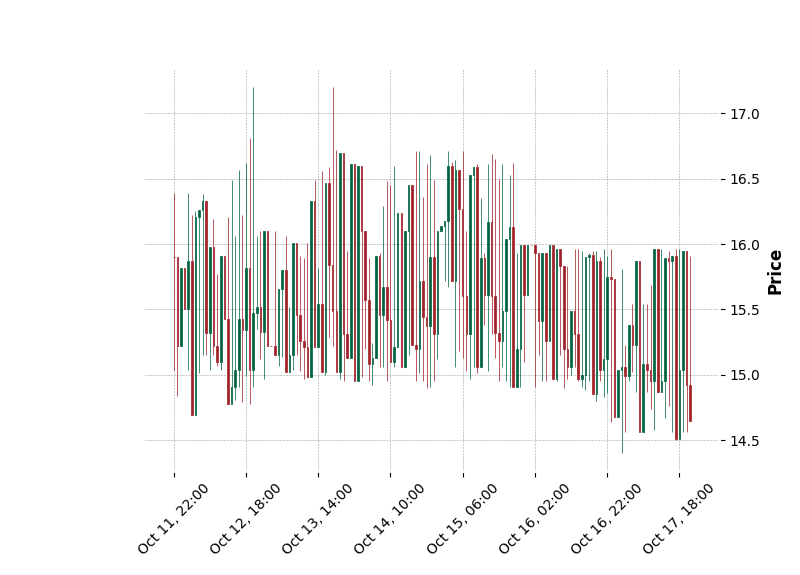 17.0
16.5
16.0
15.5
15.0
14.5
Price
Oct 11, 22:00
Oct 12, 18:00
Oct 13, 14:00
Oct 14, 10:00
Oct 15, 06:00
Oct 16, 02:00
Oct 16, 22:00
Oct 17, 18:00